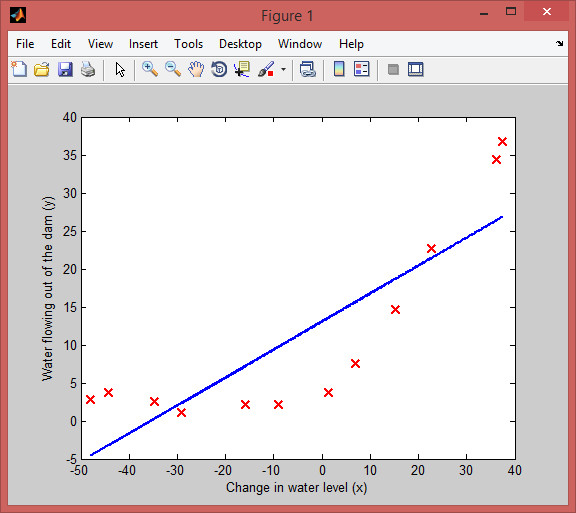 Figure 1
File Edit View Insert Tools Desktop Window Help
40
35
30
25
20
15
10
5
0
-5
Water flowing out of the dam (y)
-50 -40 -30 -20 -10 0 10 20 30 40
Change in water level (x)